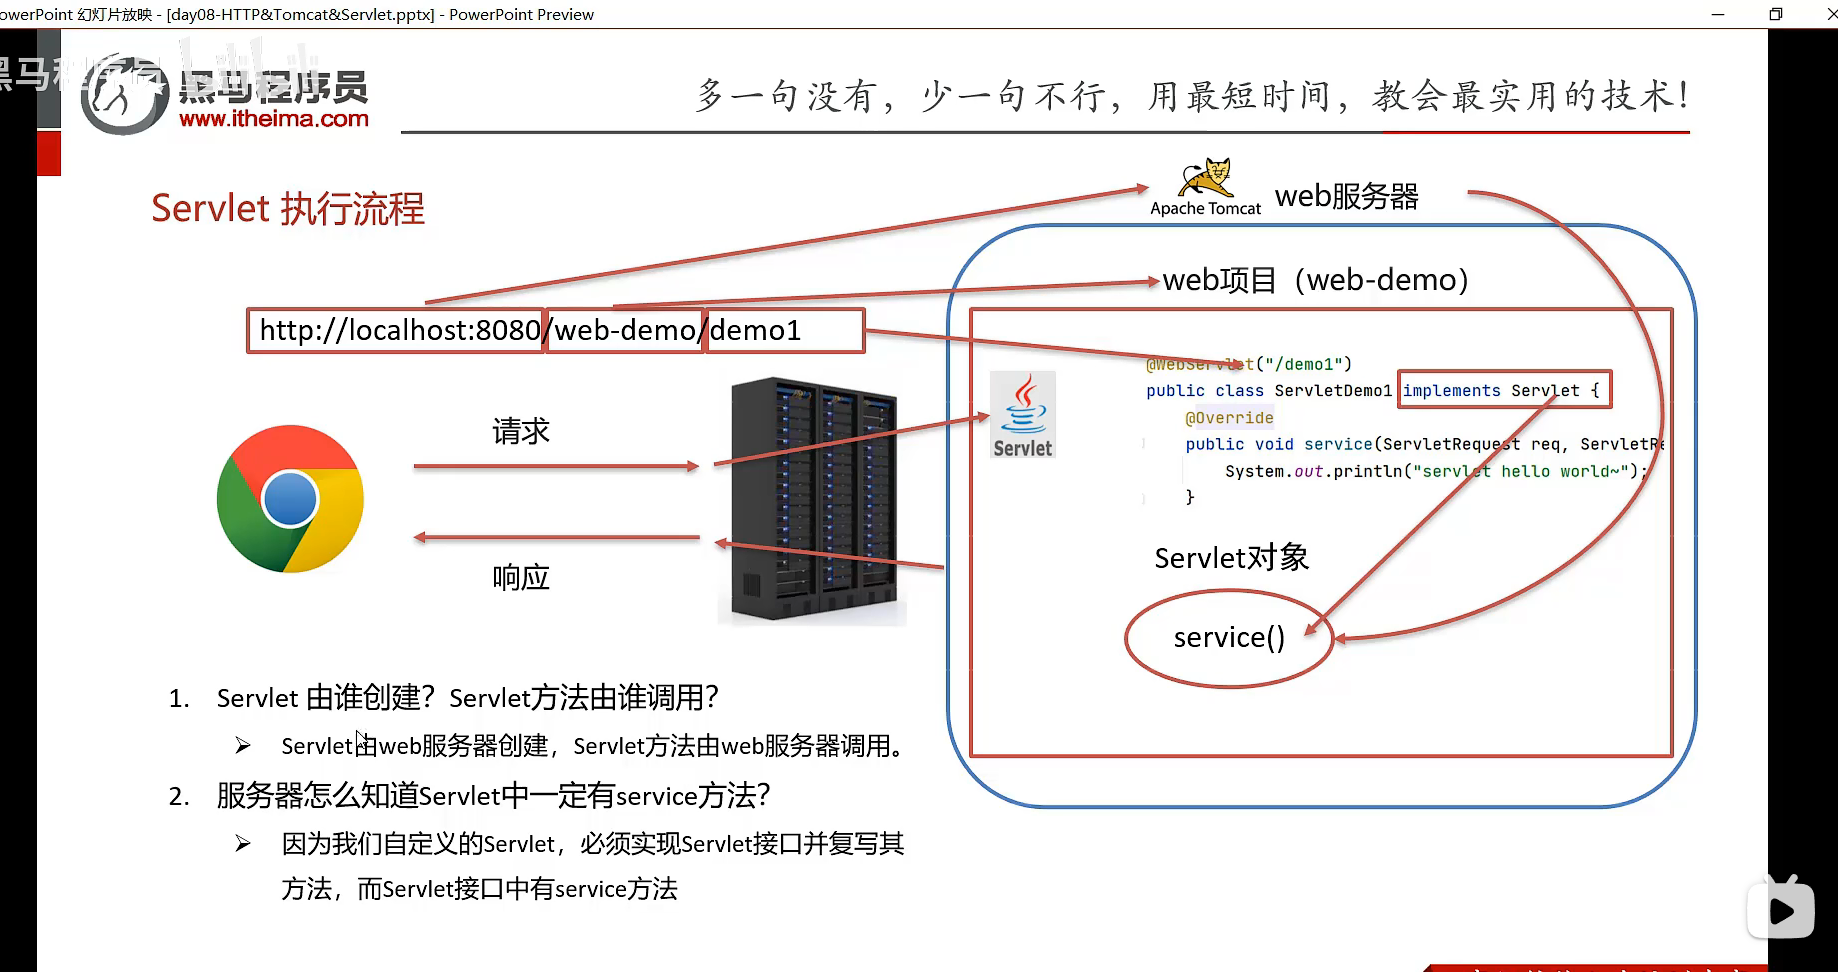 PowerPoint 幻灯片放映 - [day08-HTTP&Tomcat&Servlet.pptx] - PowerPoint Preview
黑马程序员
www.itheima.com
多一句没有，少一句不行，用最短时间，教会最实用的技术！
Servlet 执行流程
Apache Tomcat
web服务器
web项目（web-demo）
http://localhost:8080/web-demo/demo1
@WebServlet("/demo1")
public class ServletDemo1 implements Servlet {
@Override
public void service(ServletRequest req, ServletRe
System.out.println("servlet hello world~");
}
Servlet
请求
响应
Servlet对象
service()
1. Servlet 由谁创建？Servlet方法由谁调用？
Servlet由web服务器创建，Servlet方法由web服务器调用。
2. 服务器怎么知道Servlet中一定有service方法？
因为我们自定义的Servlet，必须实现Servlet接口并复写其
方法，而Servlet接口中有service方法